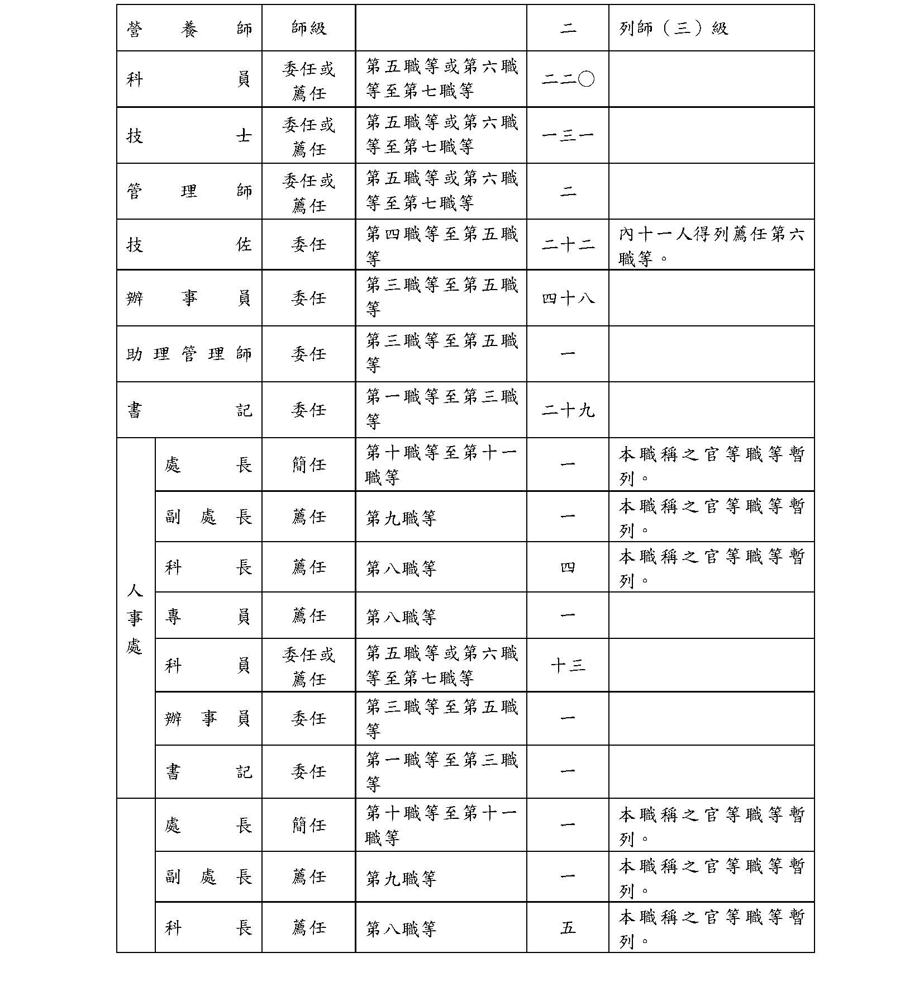 營養師 師級 二 列師（三）級
科員 委任或 第五職等或第六職 二二〇
薦任 等至第七職等
技士 委任或 第五職等或第六職 一三一
薦任 等至第七職等
管理師 委任或 第五職等或第六職 二
薦任 等至第七職等
技佐 委任 第四職等至第五職 二十二 內十一人得列薦任第六
等 職等。
辦事員 委任 第三職等至第五職 四十八
等
助理管理師 委任 第三職等至第五職 一
等
書記 委任 第一職等至第三職 二十九
等
人事處
處長 簡任 第十職等至第十一 一 本職稱之官等職等暫
職等 列。
副處長 薦任 第九職等 一 本職稱之官等職等暫
列。
科長 薦任 第八職等 四 本職稱之官等職等暫
列。
專員 薦任 第八職等 一
科員 委任或 第五職等或第六職 十三
薦任 等至第七職等
辦事員 委任 第三職等至第五職 一
等
書記 委任 第一職等至第三職 一
等
處長 簡任 第十職等至第十一 一 本職稱之官等職等暫
職等 列。
副處長 薦任 第九職等 一 本職稱之官等職等暫
列。
科長 薦任 第八職等 五 本職稱之官等職等暫
列。